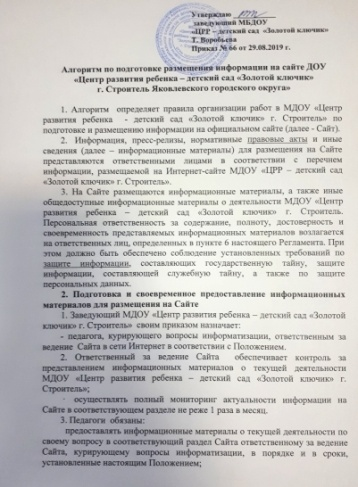 Утверждаю
заведующий МБДОУ
«ЦРР –детский сад «Золотой ключик»
Т. Воробьева
Приказ № 66 от 29.08.2019 г.
Алгоритм по подготовке размещения информации на сайте ДОУ
«Центр развития ребенка – детский сад «Золотой ключик»
г. Строитель Яковлевского городского округа»
1. Алгоритм определяет правила организации работ в МДОУ «Центр
развития ребенка - детский сад «Золотой ключик» г. Строитель» по
подготовке и размещению информации на официальном сайте (далее - Сайт).
2. Информация, пресс-релизы, нормативные правовые акты и иные
сведения (далее – информационные материалы) для размещения на Сайте
представляются ответственными лицами в соответствии с перечнем
информации, размещаемой на Интернет-сайте МДОУ «ЦРР – детский сад
«Золотой ключик» г. Строитель».
3. На Сайте размещаются информационные материалы, а также иные
общедоступные информационные материалы о деятельности МДОУ «Центр
развития ребенка – детский сад «Золотой ключик» г. Строитель».
Персональная ответственность за содержание, полноту, достоверность и
своевременность представляемых информационных материалов возлагается
на ответственных лиц, определенных в пункте 6 настоящего Регламента. При
этом должно быть обеспечено соблюдение установленных требований по
защите информации, составляющих государственную тайну, защите
информации, составляющей служебную тайну, а также по защите
персональных данных.
2. Подготовка и своевременное предоставление информационных
материалов для размещения на Сайте
1. Заведующий МДОУ «Центр развития ребенка – детский сад «Золотой
ключик» г. Строитель» своим приказом назначает:
- педагога, курирующего вопросы информатизации, ответственным за
ведение Сайта в сети Интернет в соответствии с Положением.
2. Ответственный за ведение Сайта обеспечивает контроль за
представлением информационных материалов о текущей деятельности
МДОУ «Центр развития ребенка – детский сад «Золотой ключик» г.
Строитель»;
· осуществлять полный мониторинг актуальности информации на
Сайте в соответствующем разделе не реже 1 раза в месяц.
3. Педагоги обязаны:
предоставлять информационные материалы о текущей деятельности по
своему вопросу в соответствующий раздел Сайта ответственному за ведение
Сайта, курирующему вопросы информатизации, в порядке и в сроки,
установленные настоящим Положением;